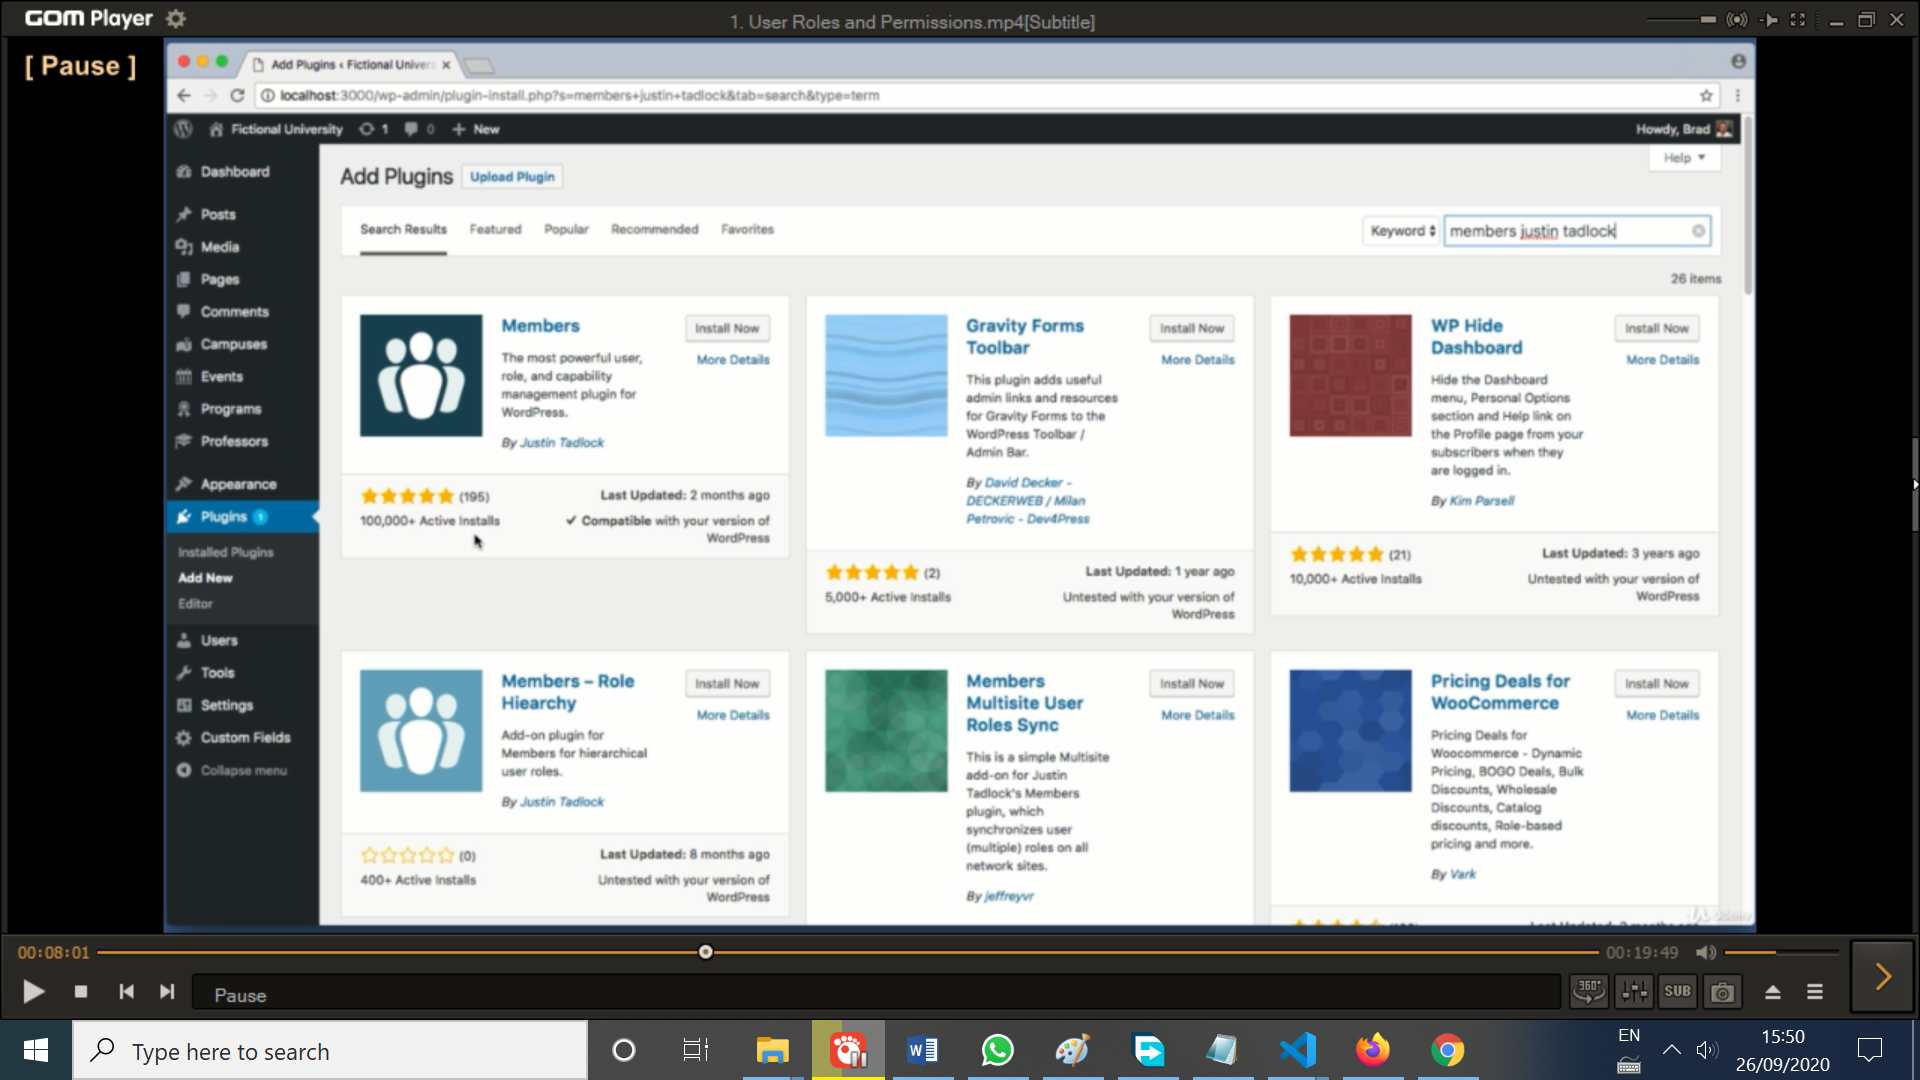 GOM Player
1. User Roles and Permissions.mp4[Subtitle]
[ Pause ]
Add Plugins ‹ Fictional Univers
localhost:3000/wp-admin/plugin-install.php?s=members+justin+tadlock&tab=search&type=term
Fictional University 1 0 + New
Howdy, Brad
Help
Dashboard
Posts
Media
Pages
Comments
Campuses
Events
Programs
Professors
Appearance
Plugins 1
Installed Plugins
Add New
Editor
Users
Tools
Settings
Custom Fields
Collapse menu
Add Plugins Upload Plugin
Search Results Featured Popular Recommended Favorites
Keyword members justin tadlock
26 items
Members
Install Now
More Details
The most powerful user,
role, and capability
management plugin for
WordPress.
By Justin Tadlock
(195)
100,000+ Active Installs
Last Updated: 2 months ago
✓ Compatible with your version of
WordPress
Gravity Forms
Toolbar
Install Now
More Details
This plugin adds useful
admin links and resources
for Gravity Forms to the
WordPress Toolbar /
Admin Bar.
By David Decker -
DECKERWEB / Milan
Petrovic - Dev4Press
(2)
5,000+ Active Installs
Last Updated: 1 year ago
Untested with your version of
WordPress
WP Hide
Dashboard
Install Now
More Details
Hide the Dashboard
menu, Personal Options
section and Help link on
the Profile page from your
subscribers when they
are logged in.
By Kim Parsell
(21)
10,000+ Active Installs
Last Updated: 3 years ago
Untested with your version of
WordPress
Members – Role
Hiearchy
Install Now
More Details
Add-on plugin for
Members for hierarchical
user roles.
By Justin Tadlock
(0)
400+ Active Installs
Last Updated: 8 months ago
Untested with your version of
WordPress
Members
Multisite User
Roles Sync
Install Now
More Details
This is a simple Multisite
add-on for Justin
Tadlock's Members
plugin, which
synchronizes user
(multiple) roles on all
network sites.
By jeffreyvr
Pricing Deals for
WooCommerce
Install Now
More Details
Pricing Deals for
Woocommerce - Dynamic
Pricing, BOGO Deals, Bulk
Discounts, Wholesale
Discounts, Catalog
discounts, Role-based
pricing and more.
By Vark
Udemy
00:08:01
00:19:49
Pause
360°
SUB
Type here to search
EN
15:50
26/09/2020